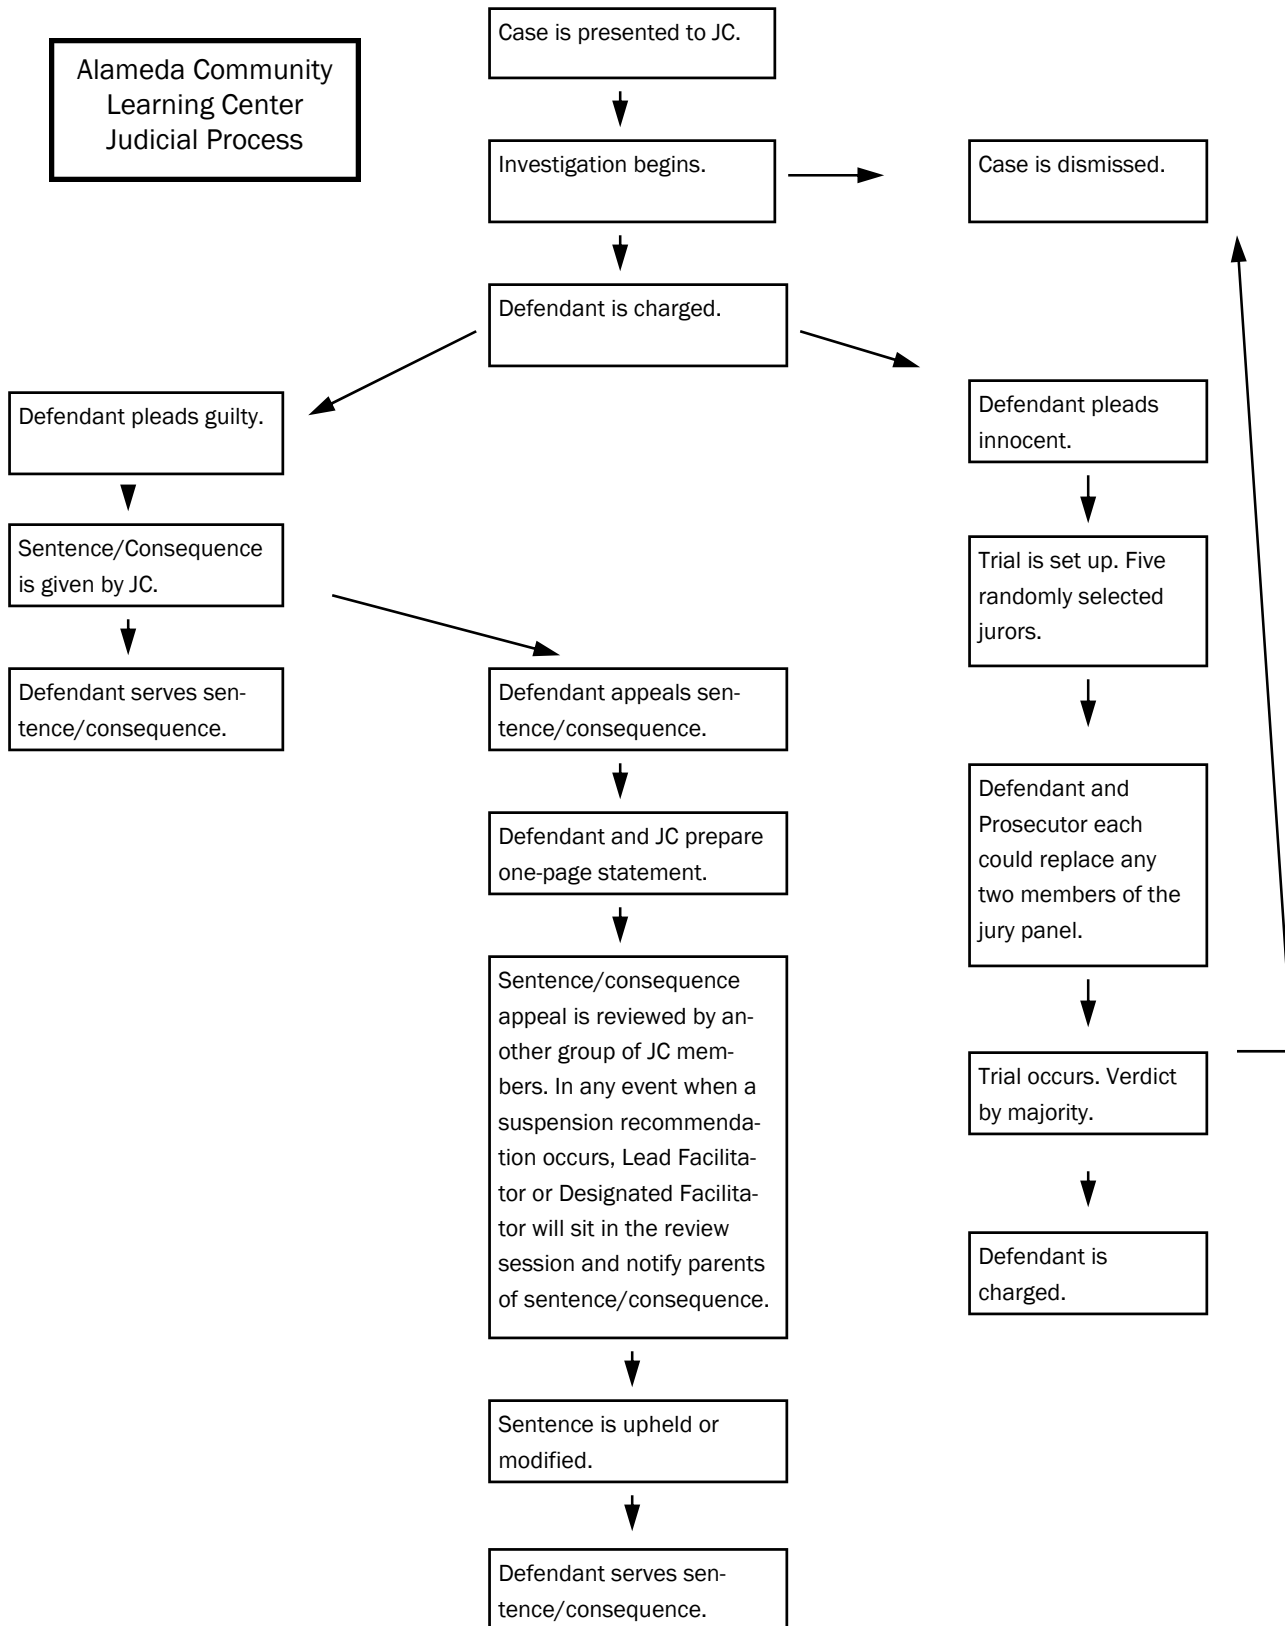 Alameda Community
Learning Center
Judicial Process
Case is presented to JC.
Investigation begins.
Case is dismissed.
Defendant is charged.
Defendant pleads guilty.
Defendant pleads
innocent.
Sentence/Consequence
is given by JC.
Trial is set up. Five
randomly selected
jurors.
Defendant serves sen-
tence/consequence.
Defendant appeals sen-
tence/consequence.
Defendant and
Prosecutor each
could replace any
two members of the
jury panel.
Defendant and JC prepare
one-page statement.
Sentence/consequence
appeal is reviewed by an-
other group of JC mem-
bers. In any event when a
suspension recommenda-
tion occurs, Lead Facilita-
tor or Designated Facilita-
tor will sit in the review
session and notify parents
of sentence/consequence.
Trial occurs. Verdict
by majority.
Defendant is
charged.
Sentence is upheld or
modified.
Defendant serves sen-
tence/consequence.